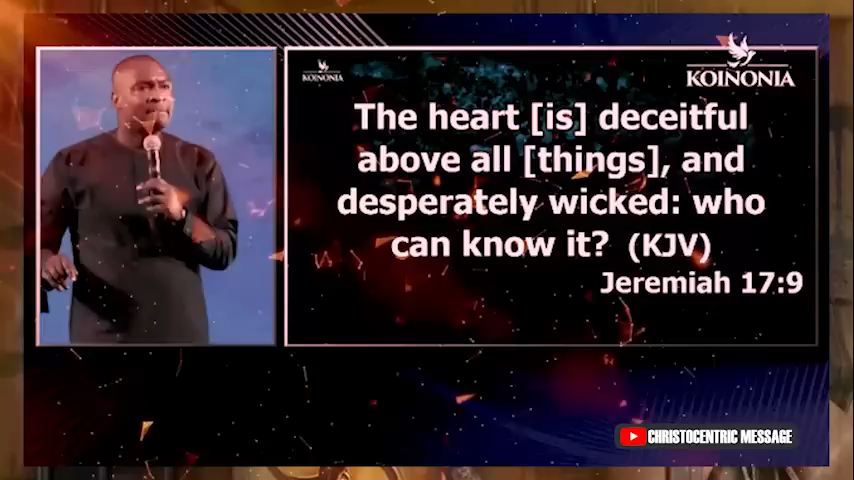 KOINONIA
KOINONIA
The heart [is] deceitful
above all [things], and
desperately wicked: who
can know it? (KJV)
Jeremiah 17:9
CHRISTOCENTRIC MESSAGE